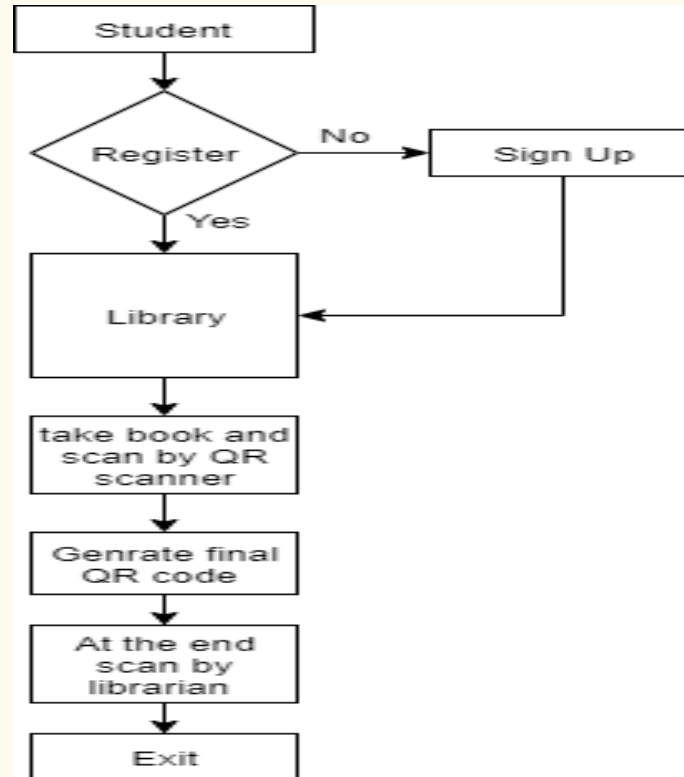 Student
Register
No
Sign Up
Yes
Library
take book and
scan by QR
scanner
Genrate final
QR code
At the end
scan by
librarian
Exit